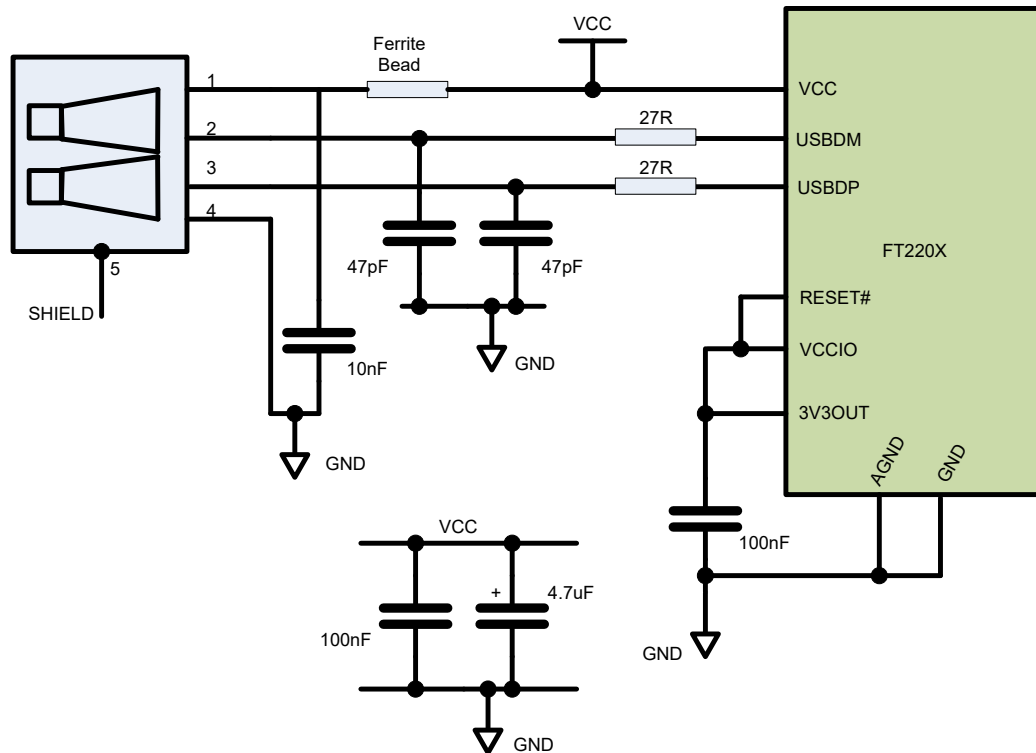 VCC
Ferrite
Bead
1
VCC
27R
2
USBDM
27R
3
USBDP
4
47pF
47pF
FT220X
5
SHIELD
RESET#
GND
VCCIO
10nF
3V3OUT
AGND
GND
GND
VCC
100nF
+
4.7uF
100nF
GND
GND